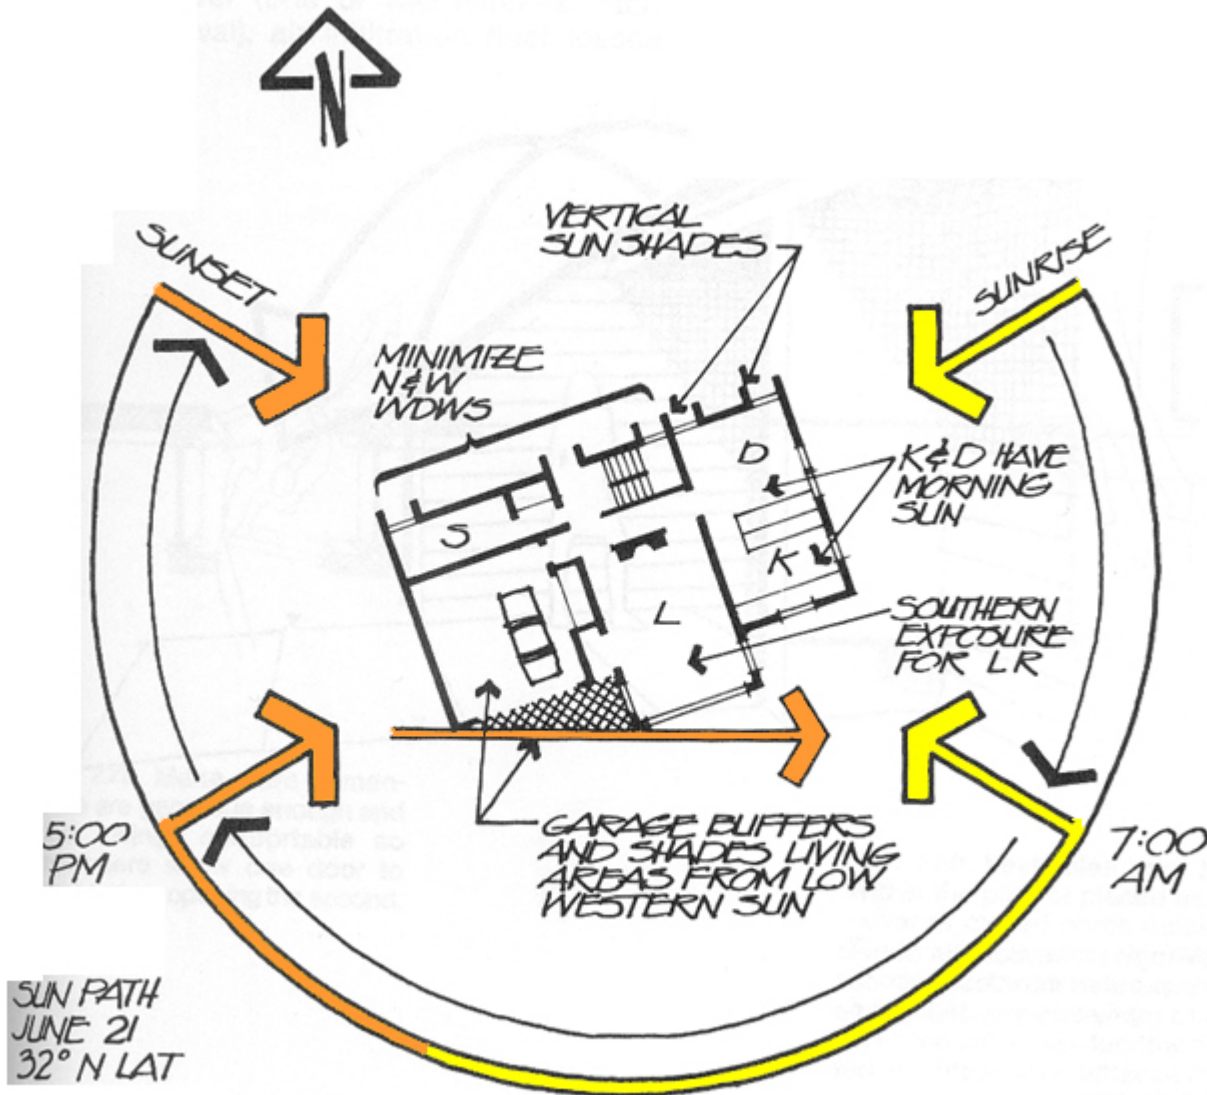 N
VERTICAL
SUN SHADES
SUNSET
SUNRISE
MINIMIZE
N&W
WDWS
D
K&D HAVE
MORNING
SUN
S
K
L
SOUTHERN
EXPOSURE
FOR LR
5:00
PM
7:00
AM
GARAGE BUFFERS
AND SHADES LIVING
AREAS FROM LOW
WESTERN SUN
SUN PATH
JUNE 21
32° N LAT